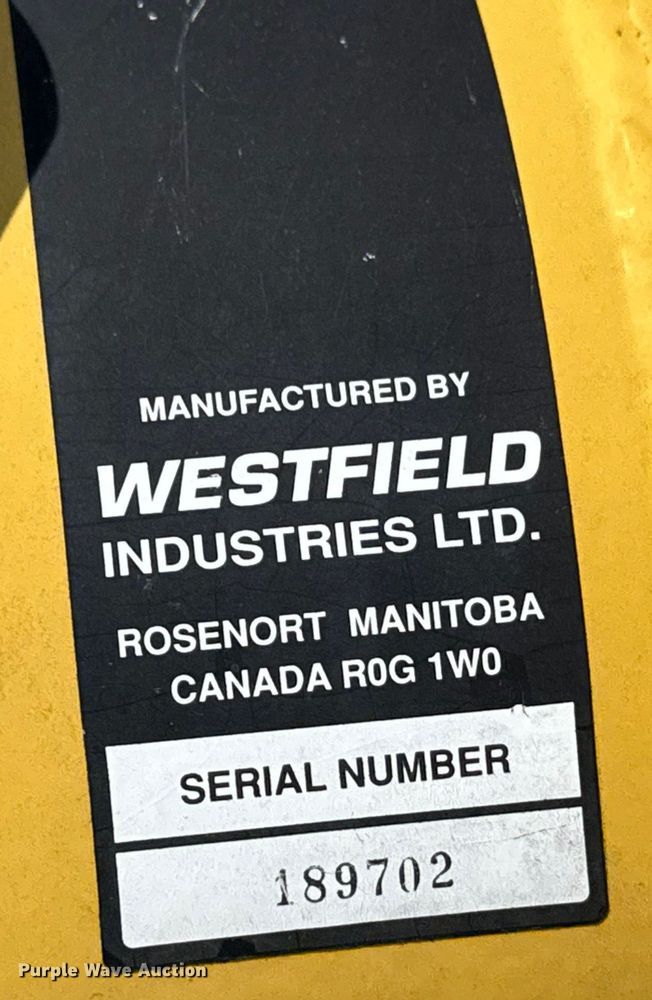 MANUFACTURED BY
WESTFIELD
INDUSTRIES LTD.
ROSENORT MANITOBA
CANADA R0G 1W0
SERIAL NUMBER
189702
Purple Wave Auction